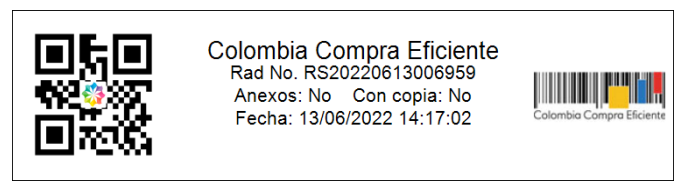 Colombia Compra Eficiente
Rad No. RS20220613006959
Anexos: No Con copia: No
Fecha: 13/06/2022 14:17:02
Colombia Compra Eficiente